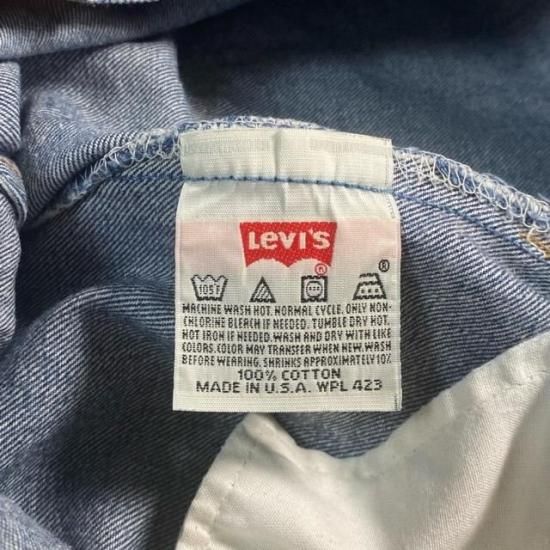 LEVI'S
®
105°F
®
MACHINE WASH HOT. NORMAL CYCLE. ONLY NON-
CHLORINE BLEACH IF NEEDED. TUMBLE DRY HOT.
HOT IRON IF NEEDED. WASH AND DRY WITH LIKE
COLORS. COLOR MAY TRANSFER WHEN NEW. WASH
BEFORE WEARING. SHRINKS APPROXIMATELY 10%
100% COTTON
MADE IN U.S.A. WPL 423